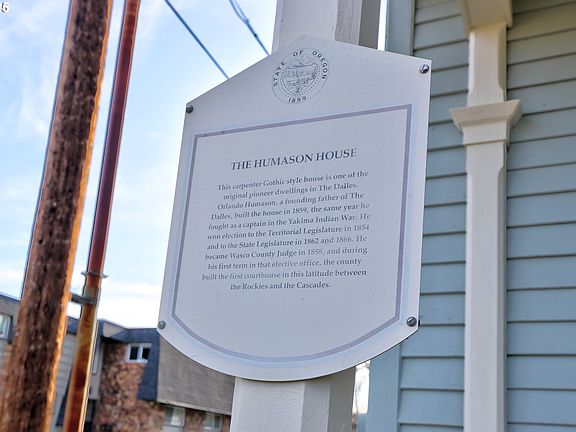 5
STATE OF OREGON
1859
THE HUMASON HOUSE
This carpenter Gothic style house is one of the
original pioneer dwellings in The Dalles.
Orlando Humason, a founding father of The
Dalles, built the house in 1859, the same year he
fought as a captain in the Yakima Indian War. He
won election to the Territorial Legislature in 1854
and to the State Legislature in 1862 and 1866. He
became Wasco County Judge in 1858, and during
his first term in that elective office, the county
built the first courthouse in this latitude between
the Rockies and the Cascades.